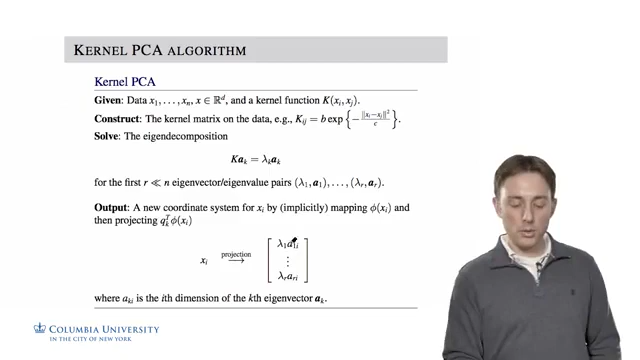 KERNEL PCA ALGORITHM
Kernel PCA
Given: Data x₁, . . . , xₙ, x ∈ ℝᵈ, and a kernel function K(xᵢ, xⱼ).
Construct: The kernel matrix on the data, e.g., Kᵢⱼ = b exp { − ‖xᵢ−xⱼ‖² / c }.
Solve: The eigendecomposition
Kaₖ = λₖaₖ
for the first r ≪ n eigenvector/eigenvalue pairs (λ₁, a₁), . . . , (λᵣ, aᵣ).
Output: A new coordinate system for xᵢ by (implicitly) mapping ϕ(xᵢ) and
then projecting qₖᵀϕ(xᵢ)
xᵢ projection ⟶ [ λ₁a₁ᵢ
⋮
λᵣaᵣᵢ ]
where aₖᵢ is the ith dimension of the kth eigenvector aₖ.
COLUMBIA UNIVERSITY
IN THE CITY OF NEW YORK